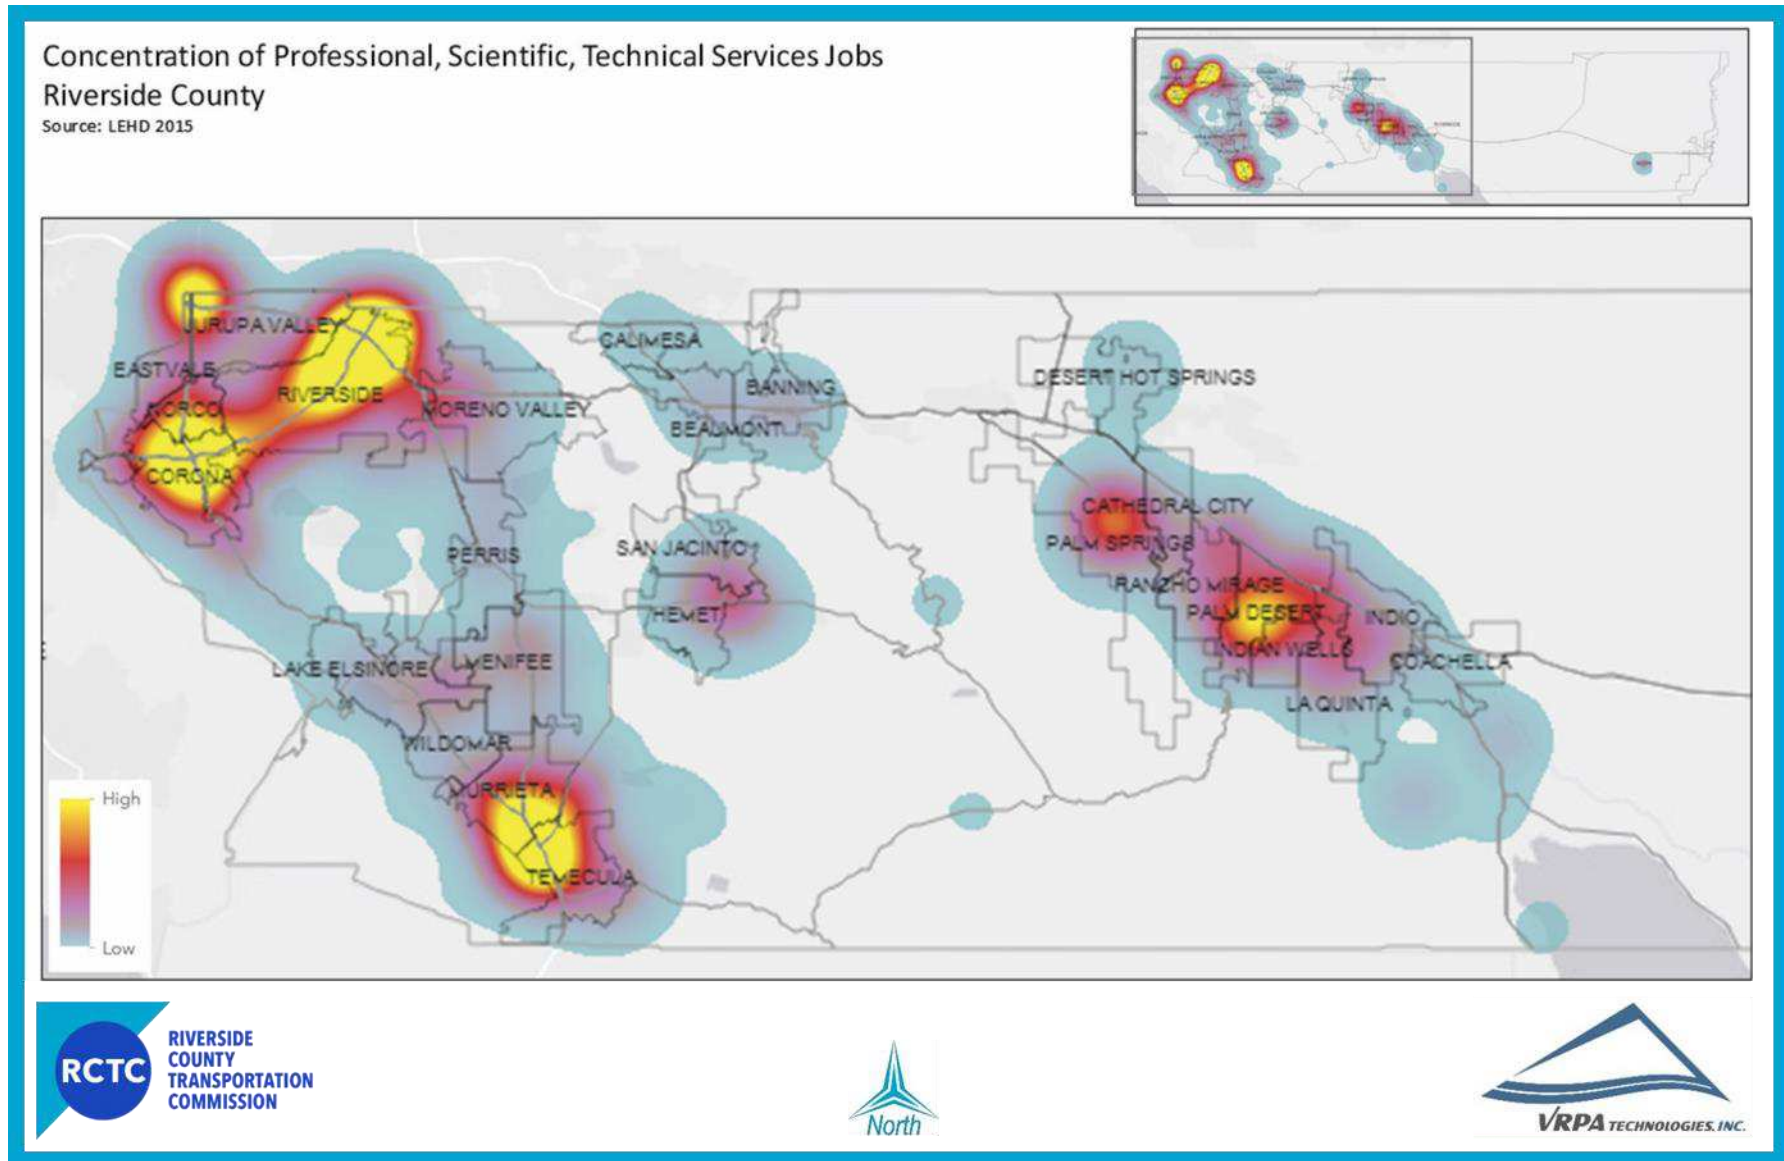 Concentration of Professional, Scientific, Technical Services Jobs
Riverside County
Source: LEHD 2015
JURUPA VALLEY
EASTVALE
NORCO
RIVERSIDE
MORENO VALLEY
CORONA
CALIMESA
BANNING
BEAUMONT
DESERT HOT SPRINGS
CATHEDRAL CITY
PALM SPRINGS
RANCHO MIRAGE
PALM DESERT
INDIO
INDIAN WELLS
COACHELLA
LA QUINTA
PERRIS
SAN JACINTO
HEMET
LAKE ELSINORE
MENIFEE
WILDOMAR
MURRIETA
TEMECULA
High
Low
RCTC
RIVERSIDE
COUNTY
TRANSPORTATION
COMMISSION
North
VRPA TECHNOLOGIES, INC.